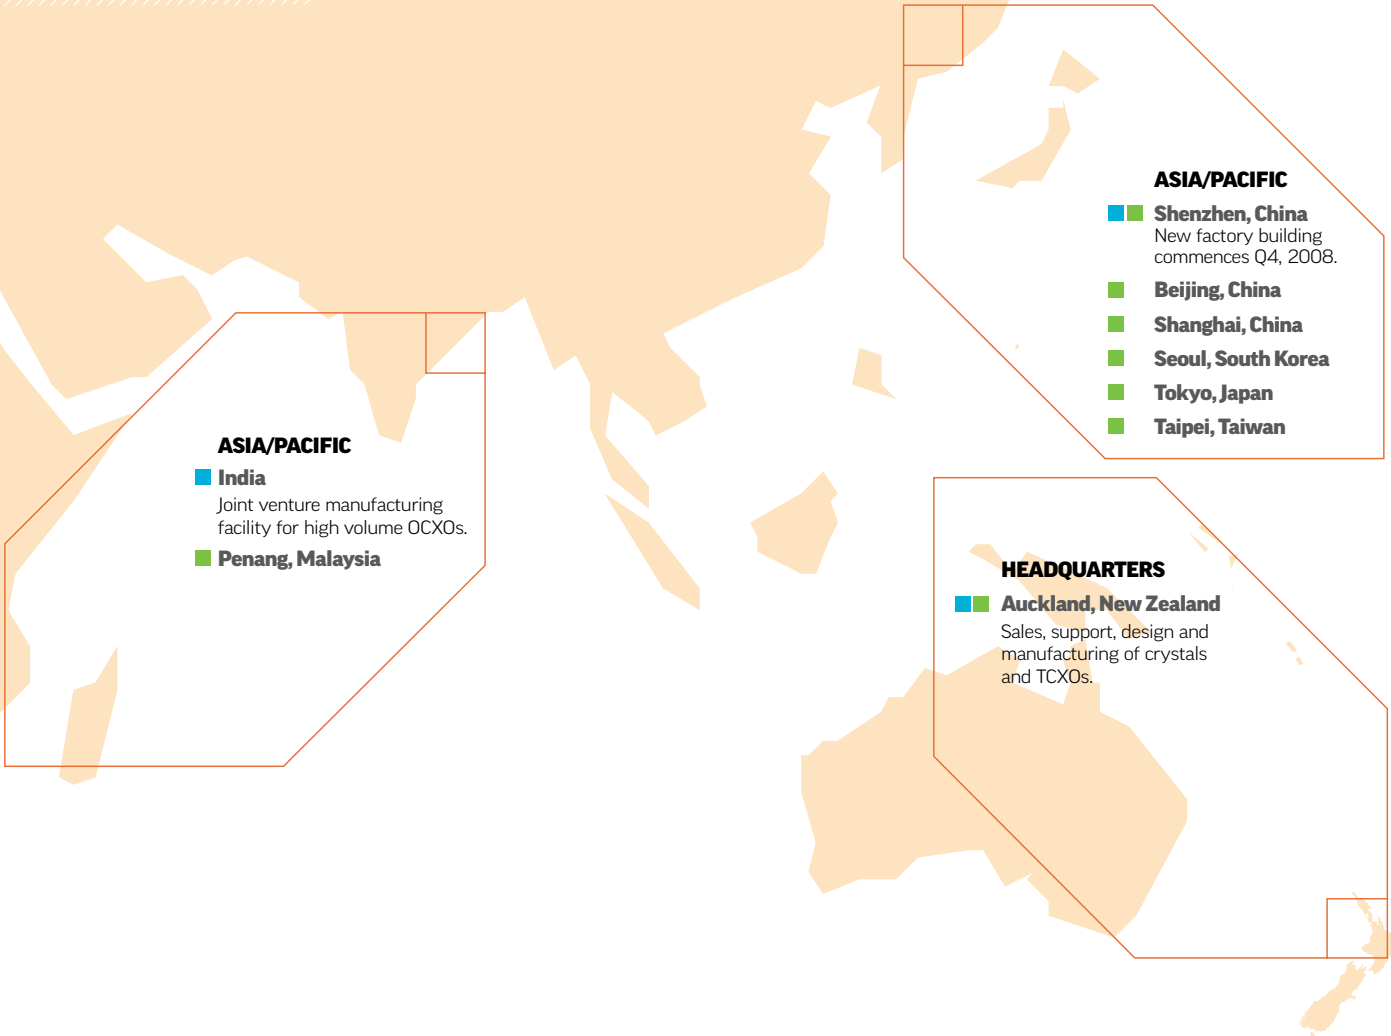 ASIA/PACIFIC
Shenzhen, China
New factory building
commences Q4, 2008.
Beijing, China
Shanghai, China
Seoul, South Korea
Tokyo, Japan
Taipei, Taiwan
ASIA/PACIFIC
India
Joint venture manufacturing
facility for high volume OCXOs.
Penang, Malaysia
HEADQUARTERS
Auckland, New Zealand
Sales, support, design and
manufacturing of crystals
and TCXOs.